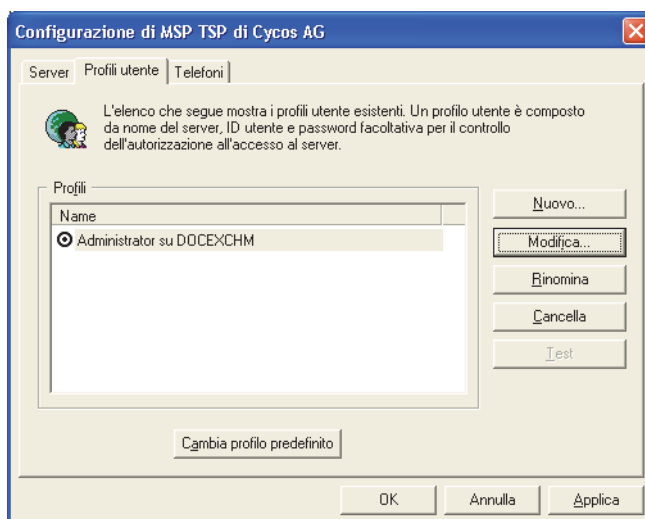 Configurazione di MSP TSP di Cycos AG
Server Profili utente Telefoni
L'elenco che segue mostra i profili utente esistenti. Un profilo utente è composto
da nome del server, ID utente e password facoltativa per il controllo
dell'autorizzazione all'accesso al server.
Profili
Name
Administrator su DOCEXCHM
Nuovo...
Modifica...
Rinomina
Cancella
Test
Cambia profilo predefinito
OK Annulla Applica